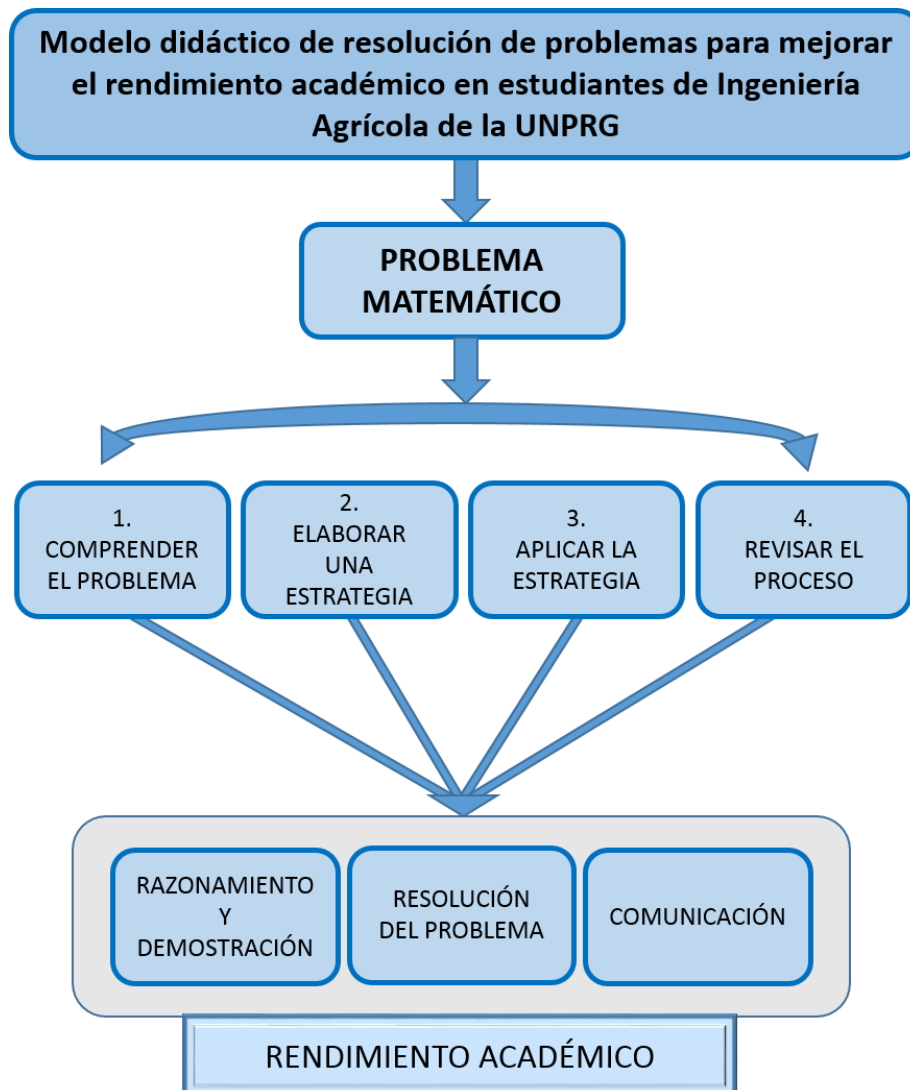 Modelo didáctico de resolución de problemas para mejorar
el rendimiento académico en estudiantes de Ingeniería
Agrícola de la UNPRG
PROBLEMA
MATEMÁTICO
1.
COMPRENDER
EL PROBLEMA
2.
ELABORAR
UNA
ESTRATEGIA
3.
APLICAR LA
ESTRATEGIA
4.
REVISAR EL
PROCESO
RAZONAMIENTO
Y
DEMOSTRACIÓN
RESOLUCIÓN
DEL PROBLEMA
COMUNICACIÓN
RENDIMIENTO ACADÉMICO